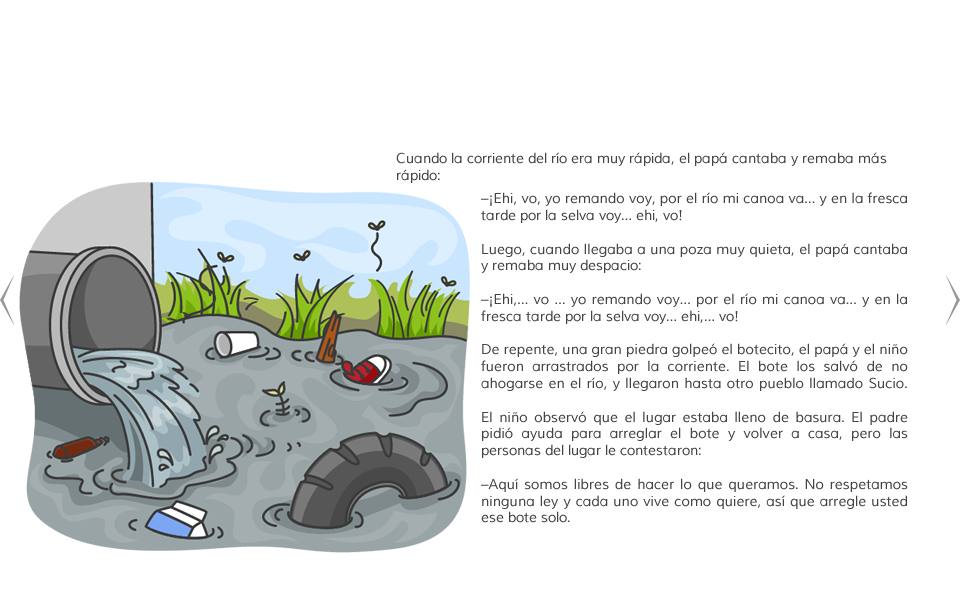 Cuando la corriente del río era muy rápida, el papá cantaba y remaba más
rápido:
–¡Ehi, vo, yo remando voy, por el río mi canoa va... y en la fresca
tarde por la selva voy... ehi, vo!
Luego, cuando llegaba a una poza muy quieta, el papá cantaba
y remaba muy despacio:
–¡Ehi,... vo ... yo remando voy... por el río mi canoa va... y en la
fresca tarde por la selva voy... ehi,... vo!
De repente, una gran piedra golpeó el botecito, el papá y el niño
fueron arrastrados por la corriente. El bote los salvó de no
ahogarse en el río, y llegaron hasta otro pueblo llamado Sucio.
El niño observó que el lugar estaba lleno de basura. El padre
pidió ayuda para arreglar el bote y volver a casa, pero las
personas del lugar le contestaron:
–Aquí somos libres de hacer lo que queramos. No respetamos
ninguna ley y cada uno vive como quiere, así que arregle usted
ese bote solo.